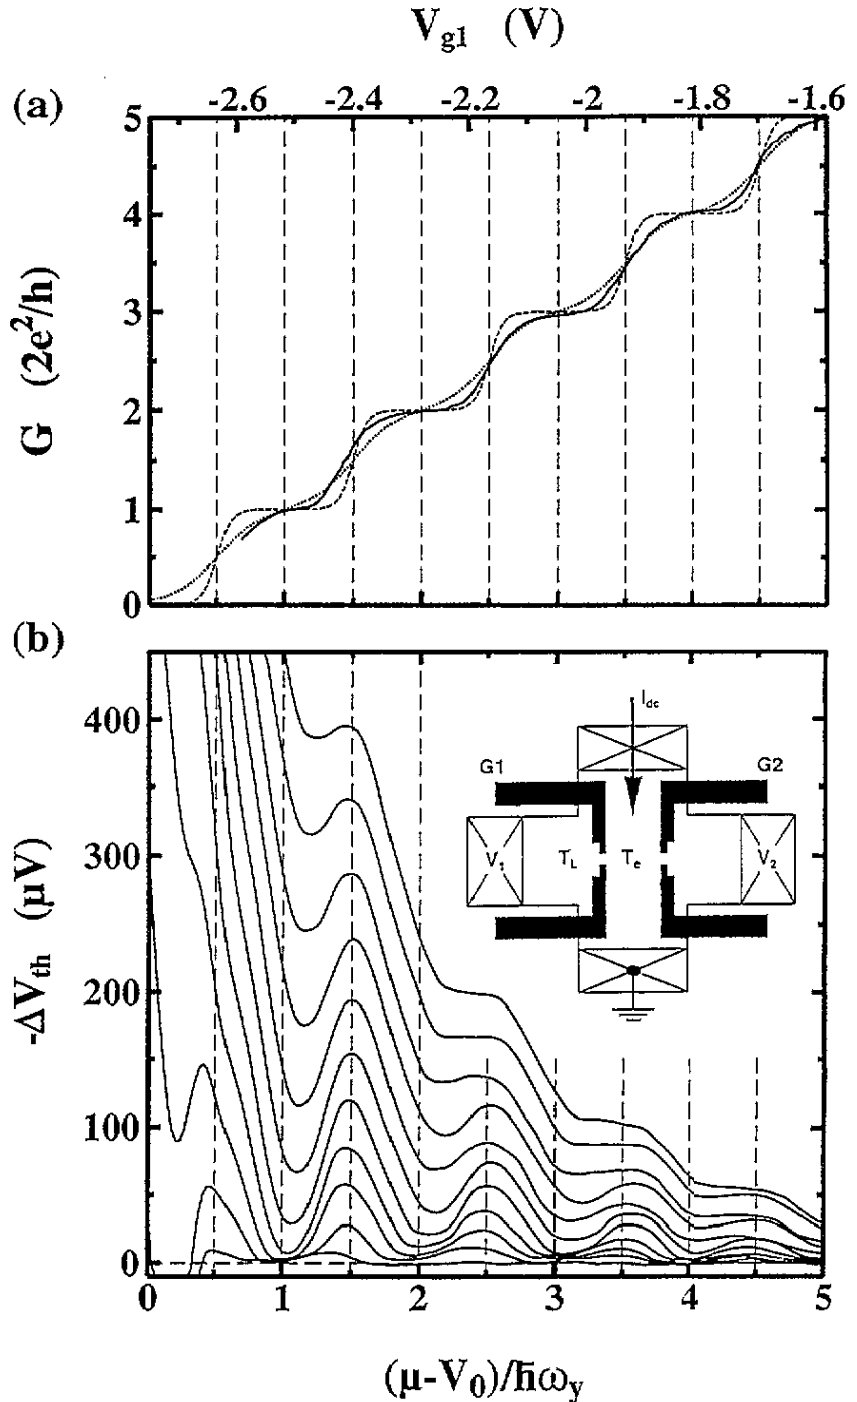 V_g1 (V)
(a)
-2.6 -2.4 -2.2 -2 -1.8 -1.6
5
4
3
2
1
0
G (2e²/h)
(b)
400
300
200
100
0
-ΔV_th (μV)
I_dc
G1 G2
V_1 T_L T_e V_2
0 1 2 3 4 5
(μ-V_0)/ħω_y